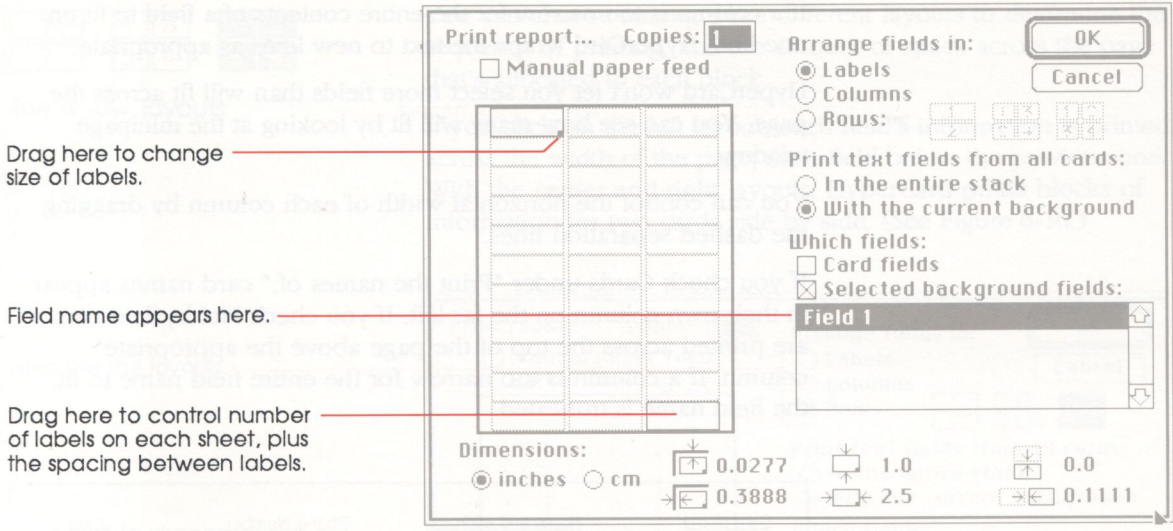 Print report... Copies: 1
Manual paper feed
Arrange fields in:
Labels
Columns
Rows:
OK
Cancel
Drag here to change
size of labels.
Print text fields from all cards:
In the entire stack
With the current background
Which fields:
Card fields
Selected background fields:
Field name appears here.
Field 1
Drag here to control number
of labels on each sheet, plus
the spacing between labels.
Dimensions:
inches cm
0.0277 1.0 0.0
0.3888 2.5 0.1111